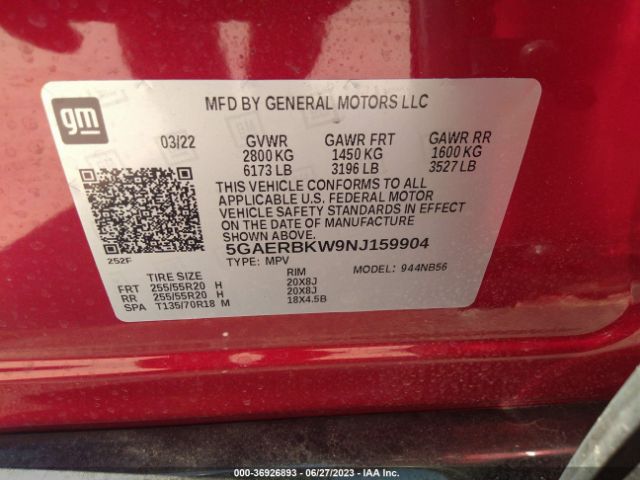 gm
MFD BY GENERAL MOTORS LLC
03/22 GVWR GAWR FRT GAWR RR
2800 KG 1450 KG 1600 KG
6173 LB 3196 LB 3527 LB
THIS VEHICLE CONFORMS TO ALL
APPLICABLE U.S. FEDERAL MOTOR
VEHICLE SAFETY STANDARDS IN EFFECT
ON THE DATE OF MANUFACTURE
SHOWN ABOVE.
252F
5GAERBKW9NJ159904
TYPE: MPV MODEL: 944NB56
TIRE SIZE RIM
FRT 255/55R20 H 20X8J
RR 255/55R20 H 20X8J
SPA T135/70R18 M 18X4.5B
000-36926893 - 06/27/2023 - IAA Inc.